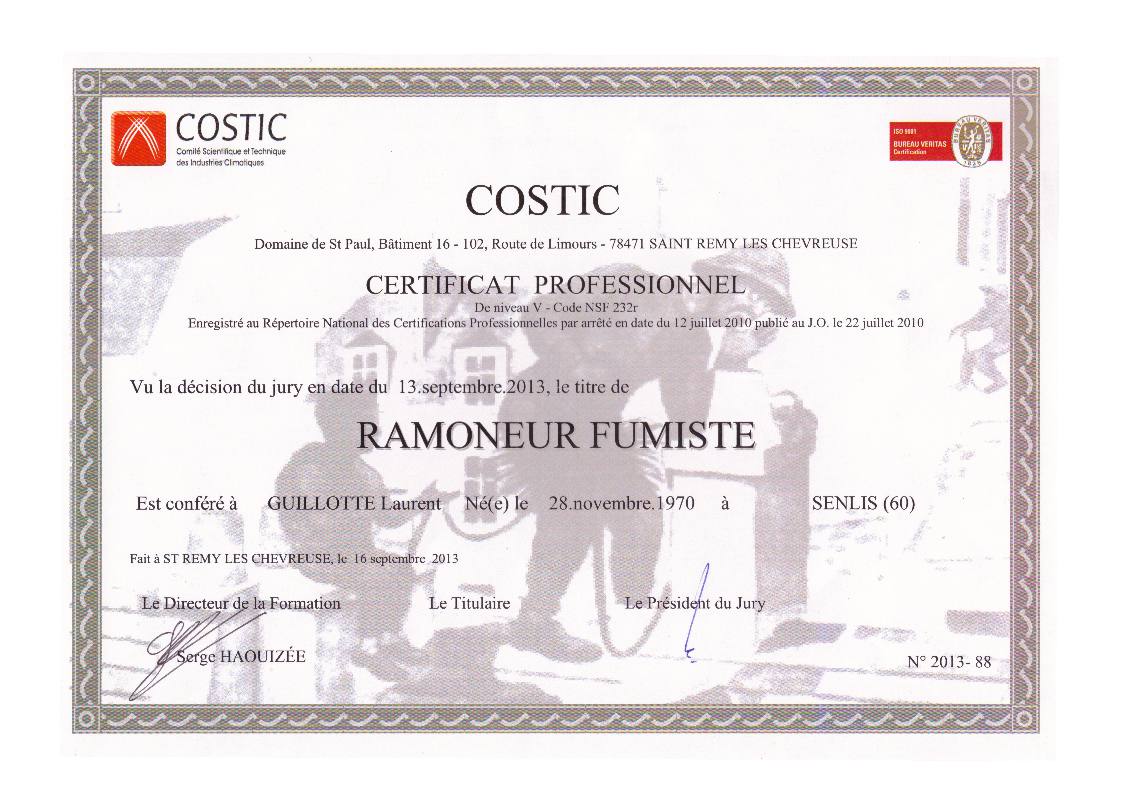 COSTIC
Comité Scientifique et Technique
des Industries Climatiques
ISO 9001
BUREAU VERITAS
Certification
BUREAU VERITAS
1828
COSTIC
Domaine de St Paul, Bâtiment 16 - 102, Route de Limours - 78471 SAINT REMY LES CHEVREUSE
CERTIFICAT PROFESSIONNEL
De niveau V - Code NSF 232r
Enregistré au Répertoire National des Certifications Professionnelles par arrêté en date du 12 juillet 2010 publié au J.O. le 22 juillet 2010
Vu la décision du jury en date du 13.septembre.2013, le titre de
RAMONEUR FUMISTE
Est conféré à GUILLOTTE Laurent Né(e) le 28.novembre.1970 à SENLIS (60)
Fait à ST REMY LES CHEVREUSE, le 16 septembre 2013
Le Directeur de la Formation Le Titulaire Le Président du Jury
Serge HAOUIZÉE
N° 2013- 88